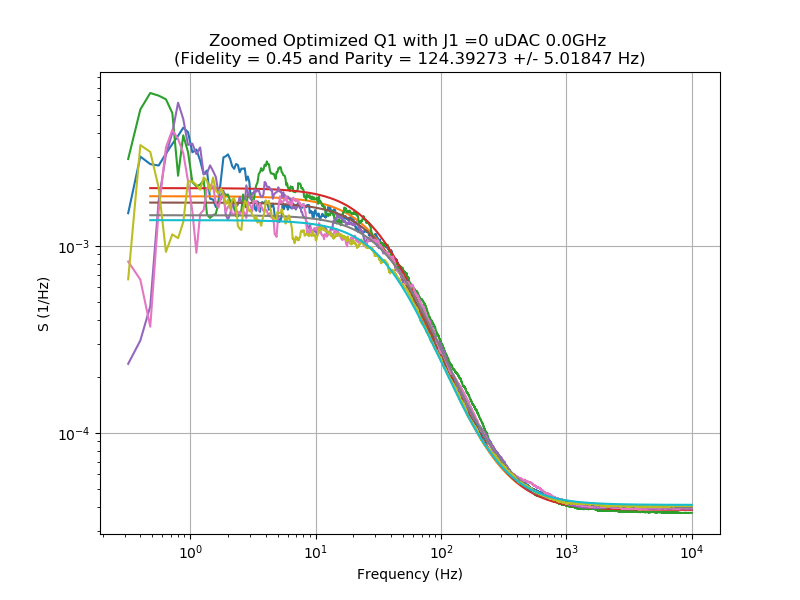 Zoomed Optimized Q1 with J1 =0 uDAC 0.0GHz
(Fidelity = 0.45 and Parity = 124.39273 +/- 5.01847 Hz)
S (1/Hz)
10⁻³
10⁻⁴
10⁰ 10¹ 10² 10³ 10⁴
Frequency (Hz)